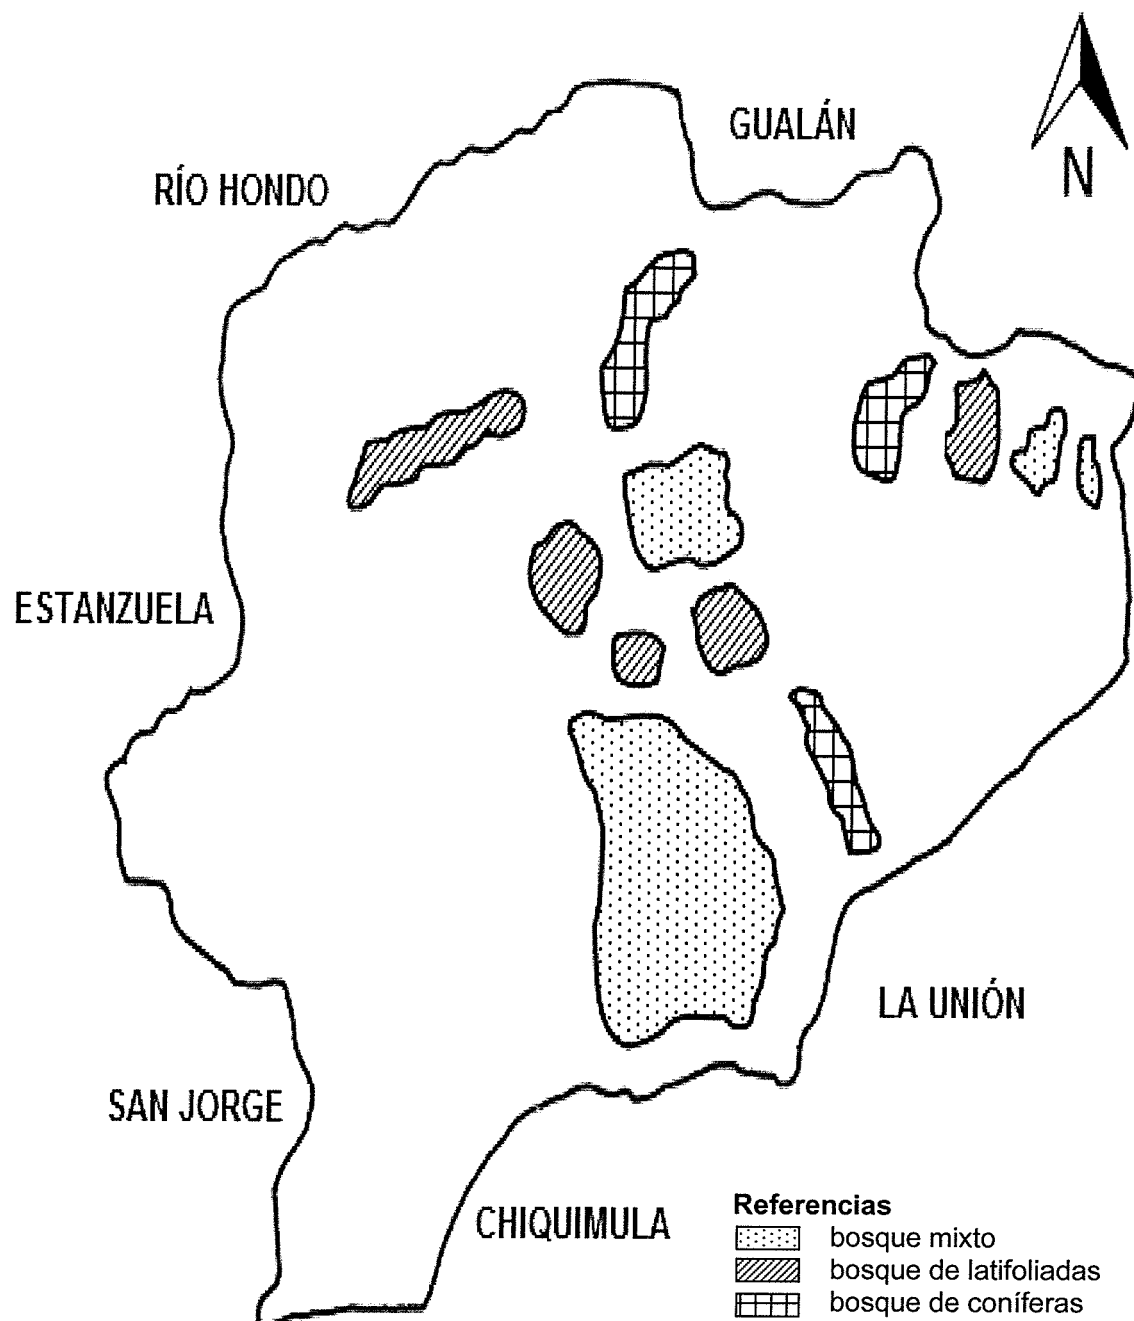 GUALÁN
RÍO HONDO
N
ESTANZUELA
LA UNIÓN
SAN JORGE
CHIQUIMULA
Referencias
bosque mixto
bosque de latifoliadas
bosque de coníferas